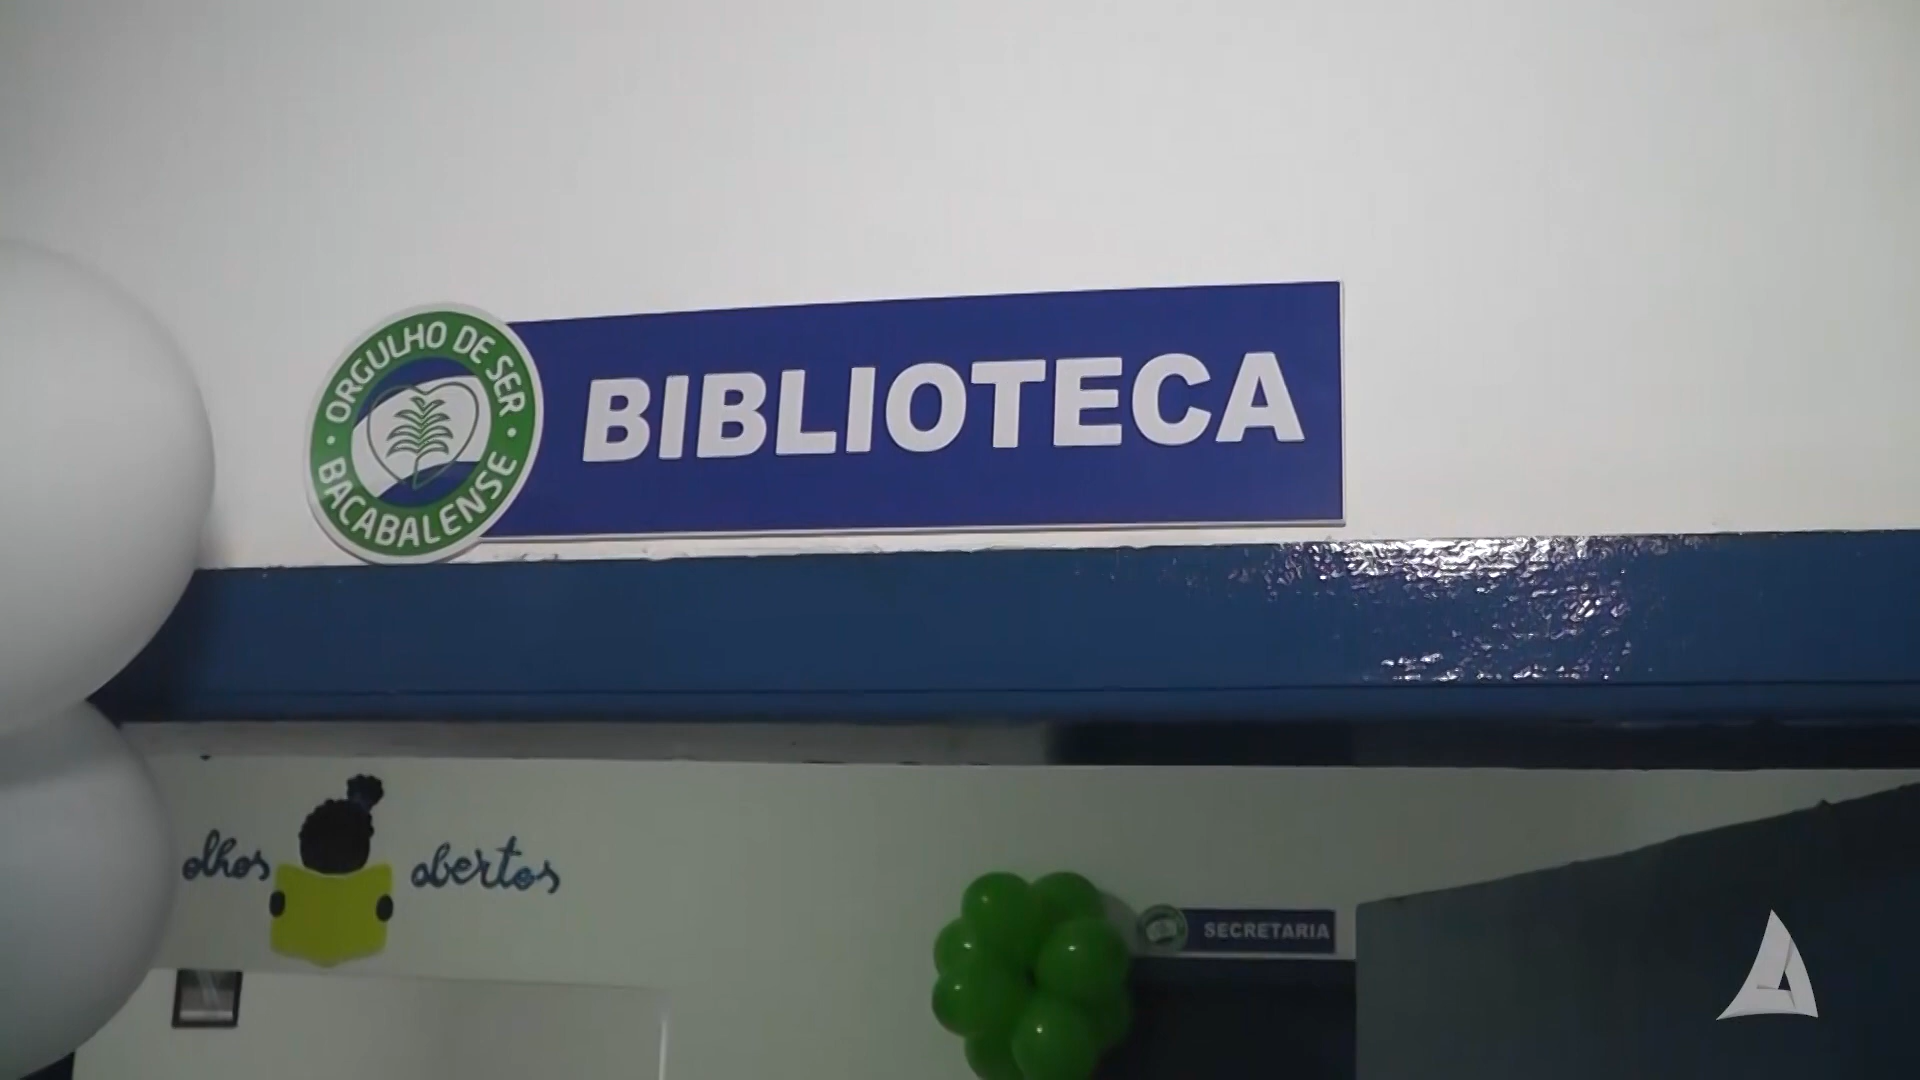 ORGULHO DE SER
BACABALENSE
BIBLIOTECA
olhos abertos
SECRETARIA